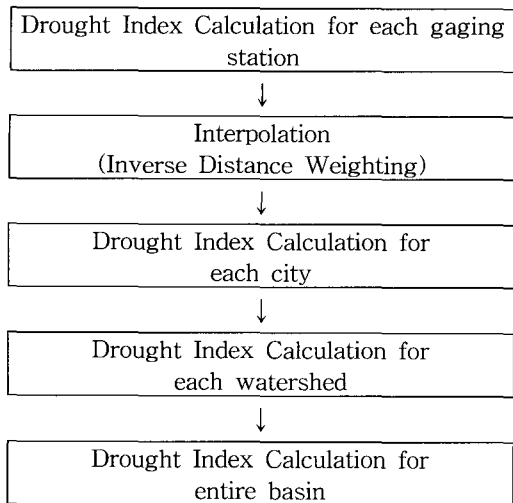 Drought Index Calculation for each gaging
station
↓
Interpolation
(Inverse Distance Weighting)
↓
Drought Index Calculation for
each city
↓
Drought Index Calculation for
each watershed
↓
Drought Index Calculation for
entire basin